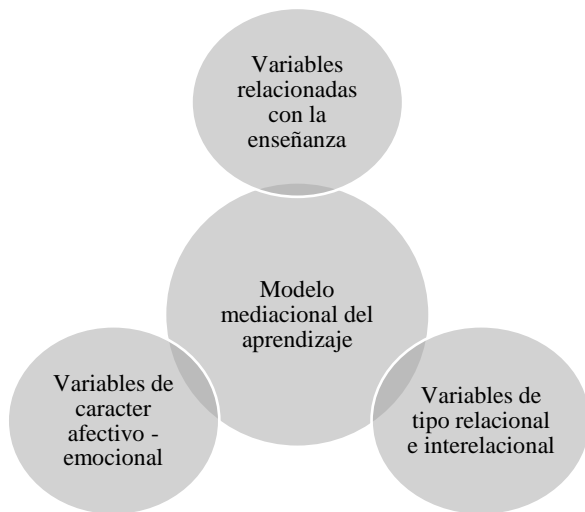 Variables
relacionadas
con la
enseñanza
Modelo
mediacional del
aprendizaje
Variables de
caracter
afectivo -
emocional
Variables de
tipo relacional
e interelacional